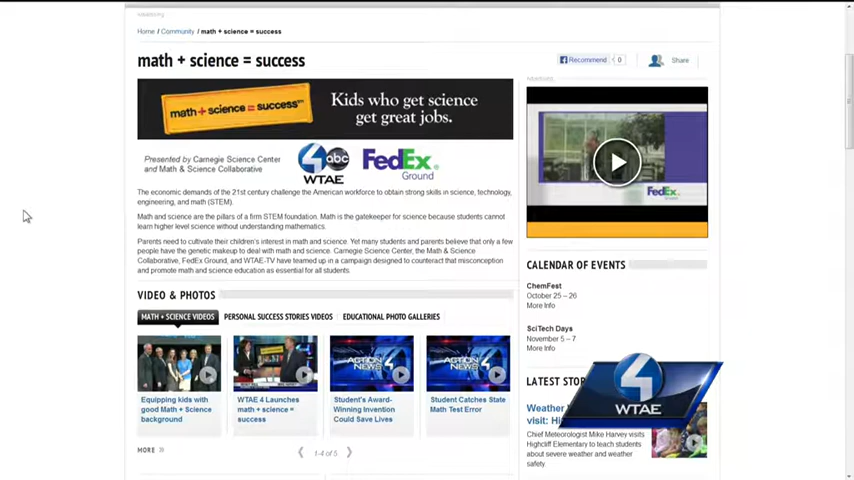 Home / Community / math + science = success
math + science = success
Recommend
0
Share
math + science = success
Kids who get science
get great jobs.
Presented by Carnegie Science Center
and Math & Science Collaborative
4 abc
WTAE
FedEx
Ground
The economic demands of the 21st century challenge the American workforce to obtain strong skills in science, technology,
engineering, and math (STEM).
Math and science are the pillars of a firm STEM foundation. Math is the gatekeeper for science because students cannot
learn higher level science without understanding mathematics.
Parents need to cultivate their children's interest in math and science. Yet many students and parents believe that only a few
people have the genetic makeup to deal with math and science. Carnegie Science Center, the Math & Science
Collaborative, FedEx Ground, and WTAE-TV have teamed up in a campaign designed to counteract that misconception
and promote math and science education as essential for all students.
FedEx
CALENDAR OF EVENTS
ChemFest
October 25 – 26
More Info
SciTech Days
November 5 – 7
More Info
VIDEO & PHOTOS
MATH + SCIENCE VIDEOS
PERSONAL SUCCESS STORIES VIDEOS
EDUCATIONAL PHOTO GALLERIES
ACTION NEWS 4
ACTION NEWS 4
Equipping kids with
good Math + Science
background
WTAE 4 Launches
math + science =
success
Student's Award-
Winning Invention
Could Save Lives
Student Catches State
Math Test Error
MORE »
1-4 of 5
LATEST STOR
Weather
visit: Hi
Chief Meteorologist Mike Harvey visits
Highcliff Elementary to teach students
about severe weather and weather
safety.
4
WTAE